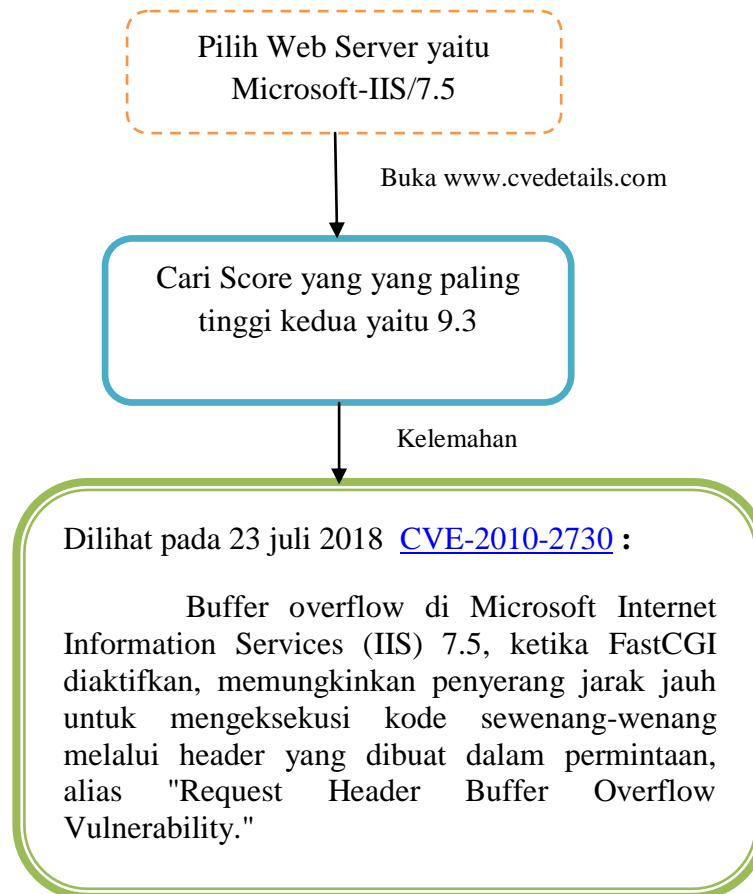 Pilih Web Server yaitu
Microsoft-IIS/7.5
Buka www.cvedetails.com
Cari Score yang yang paling
tinggi kedua yaitu 9.3
Kelemahan
Dilihat pada 23 juli 2018 CVE-2010-2730 :
Buffer overflow di Microsoft Internet
Information Services (IIS) 7.5, ketika FastCGI
diaktifkan, memungkinkan penyerang jarak jauh
untuk mengeksekusi kode sewenang-wenang
melalui header yang dibuat dalam permintaan,
alias "Request Header Buffer Overflow
Vulnerability."